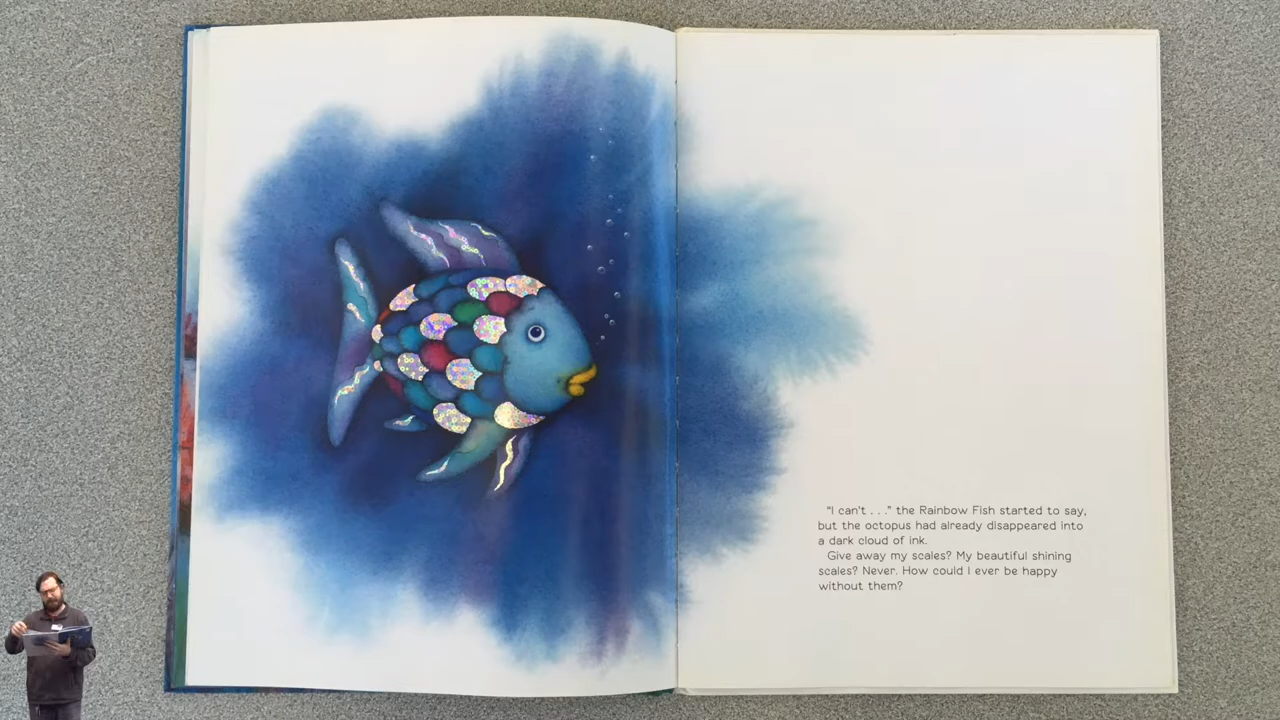 "I can't . . ." the Rainbow Fish started to say,
but the octopus had already disappeared into
a dark cloud of ink.
Give away my scales? My beautiful shining
scales? Never. How could I ever be happy
without them?